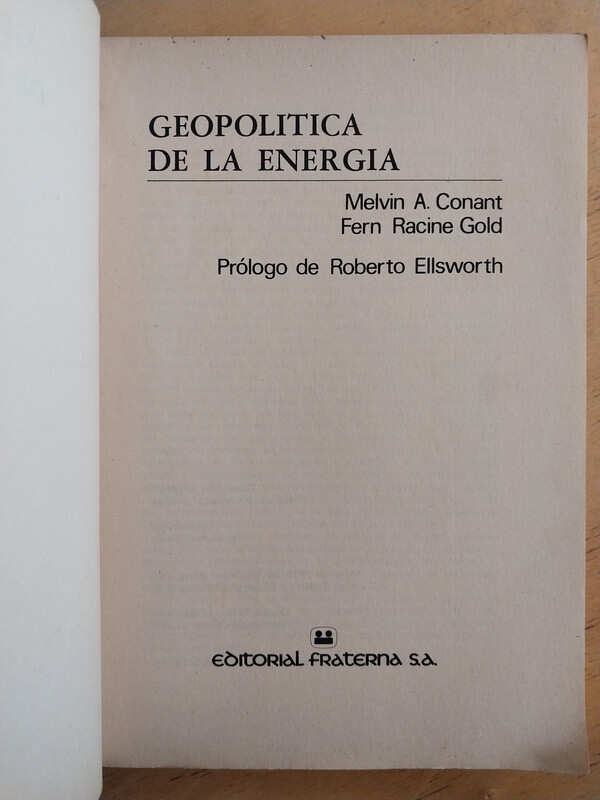 GEOPOLITICA
DE LA ENERGIA
Melvin A. Conant
Fern Racine Gold
Prólogo de Roberto Ellsworth
EDITORIAL FRATERNA S.A.